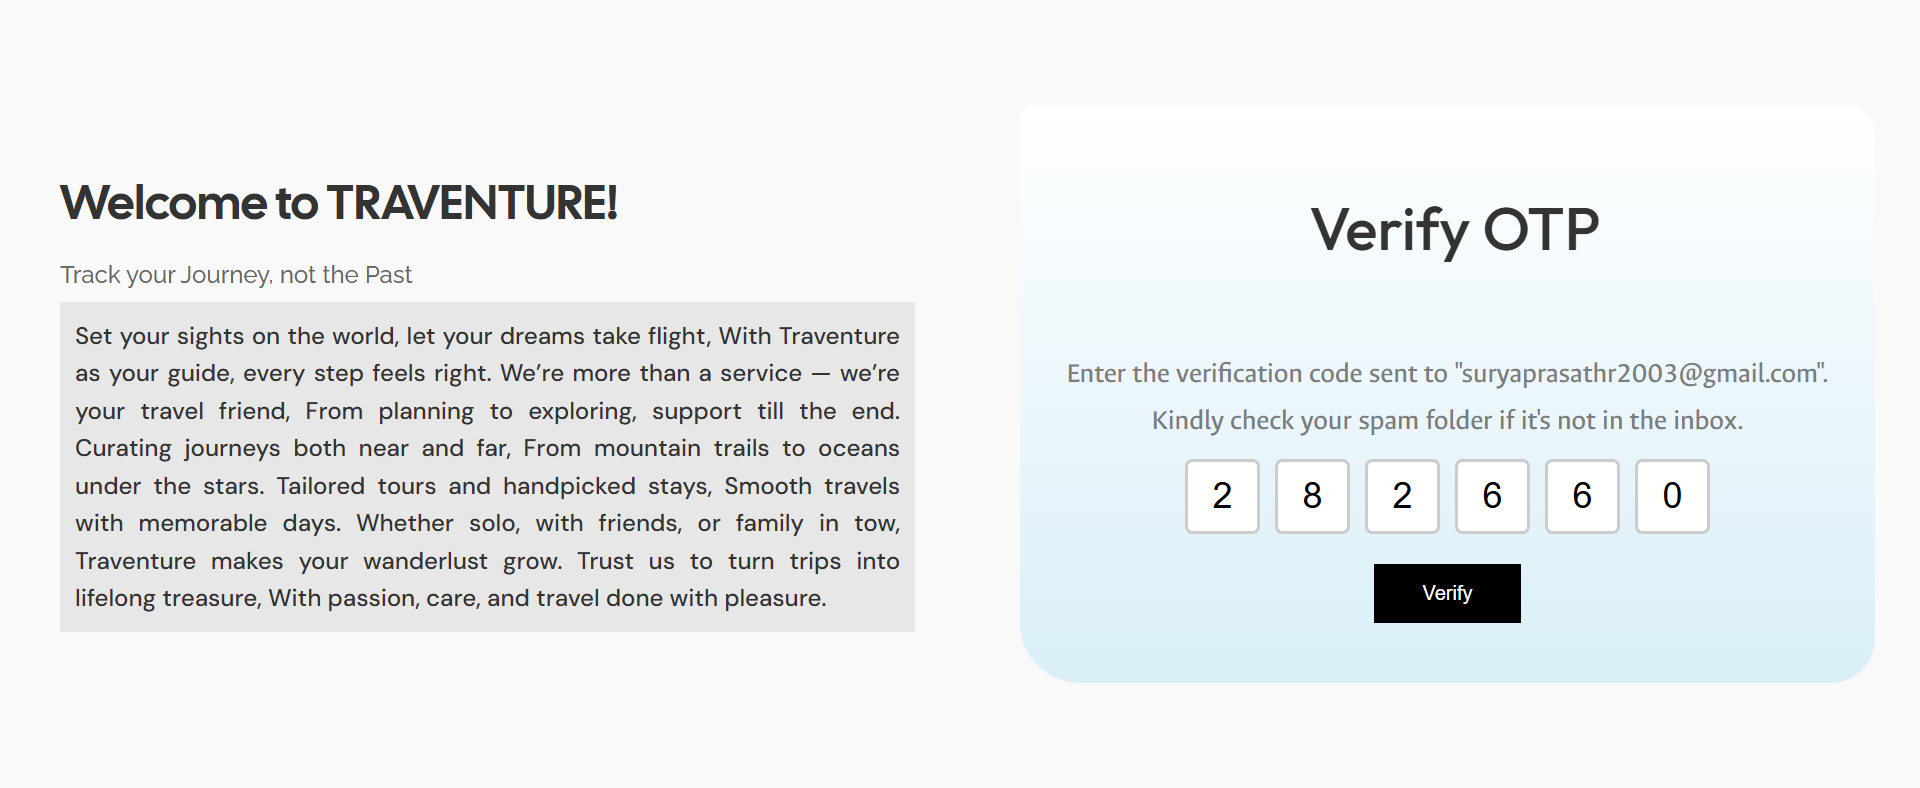 Welcome to TRAVENTURE!
Track your Journey, not the Past
Set your sights on the world, let your dreams take flight, With Traventure
as your guide, every step feels right. We’re more than a service — we’re
your travel friend, From planning to exploring, support till the end.
Curating journeys both near and far, From mountain trails to oceans
under the stars. Tailored tours and handpicked stays, Smooth travels
with memorable days. Whether solo, with friends, or family in tow,
Traventure makes your wanderlust grow. Trust us to turn trips into
lifelong treasure, With passion, care, and travel done with pleasure.
Verify OTP
Enter the verification code sent to "suryaprasathr2003@gmail.com".
Kindly check your spam folder if it's not in the inbox.
2 8 2 6 6 0
Verify